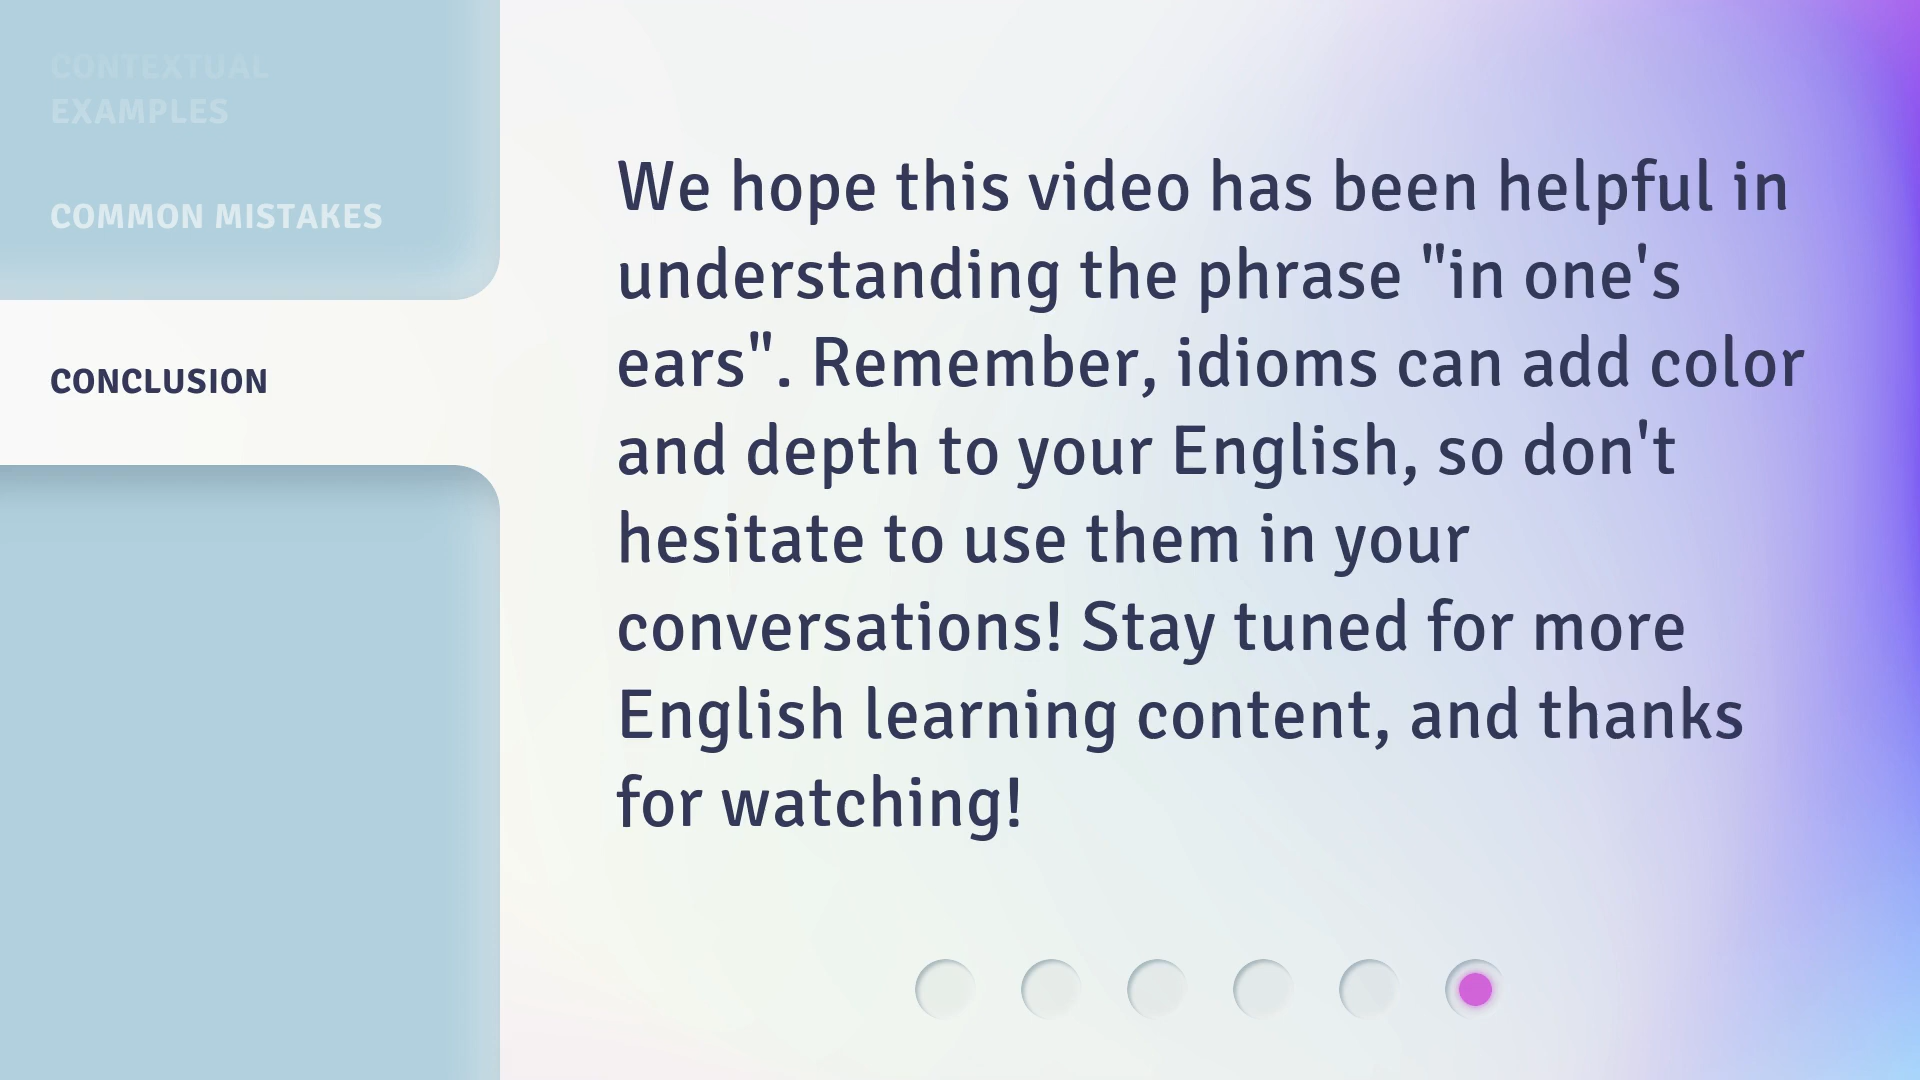 CONTEXTUAL
EXAMPLES
COMMON MISTAKES
CONCLUSION
We hope this video has been helpful in
understanding the phrase "in one's
ears". Remember, idioms can add color
and depth to your English, so don't
hesitate to use them in your
conversations! Stay tuned for more
English learning content, and thanks
for watching!